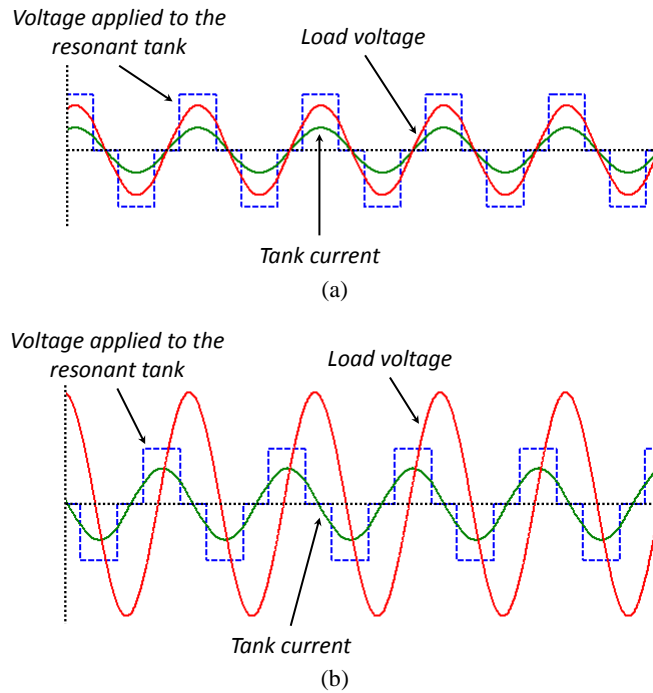 Voltage applied to the
resonant tank
Load voltage
Tank current
(a)
Voltage applied to the
resonant tank
Load voltage
Tank current
(b)